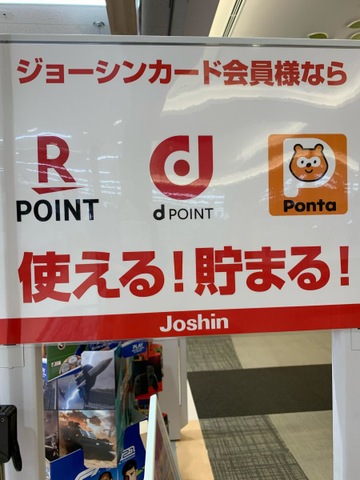 ジョーシンカード会員様なら
R
POINT
d
d POINT
Ponta
使える!貯まる!
Joshin